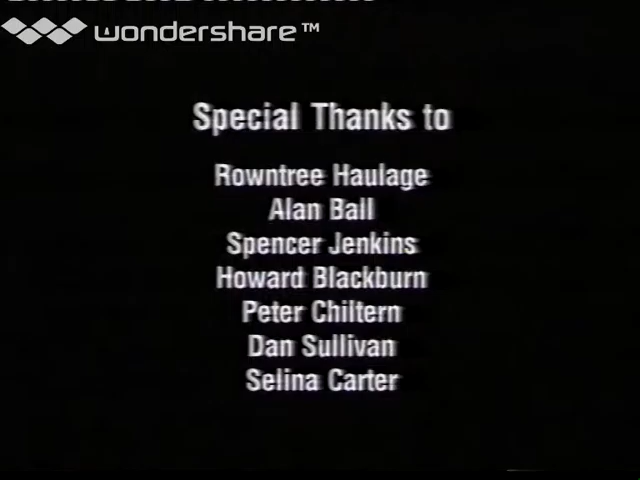 wondershare™
Special Thanks to
Rowntree Haulage
Alan Ball
Spencer Jenkins
Howard Blackburn
Peter Chiltern
Dan Sullivan
Selina Carter